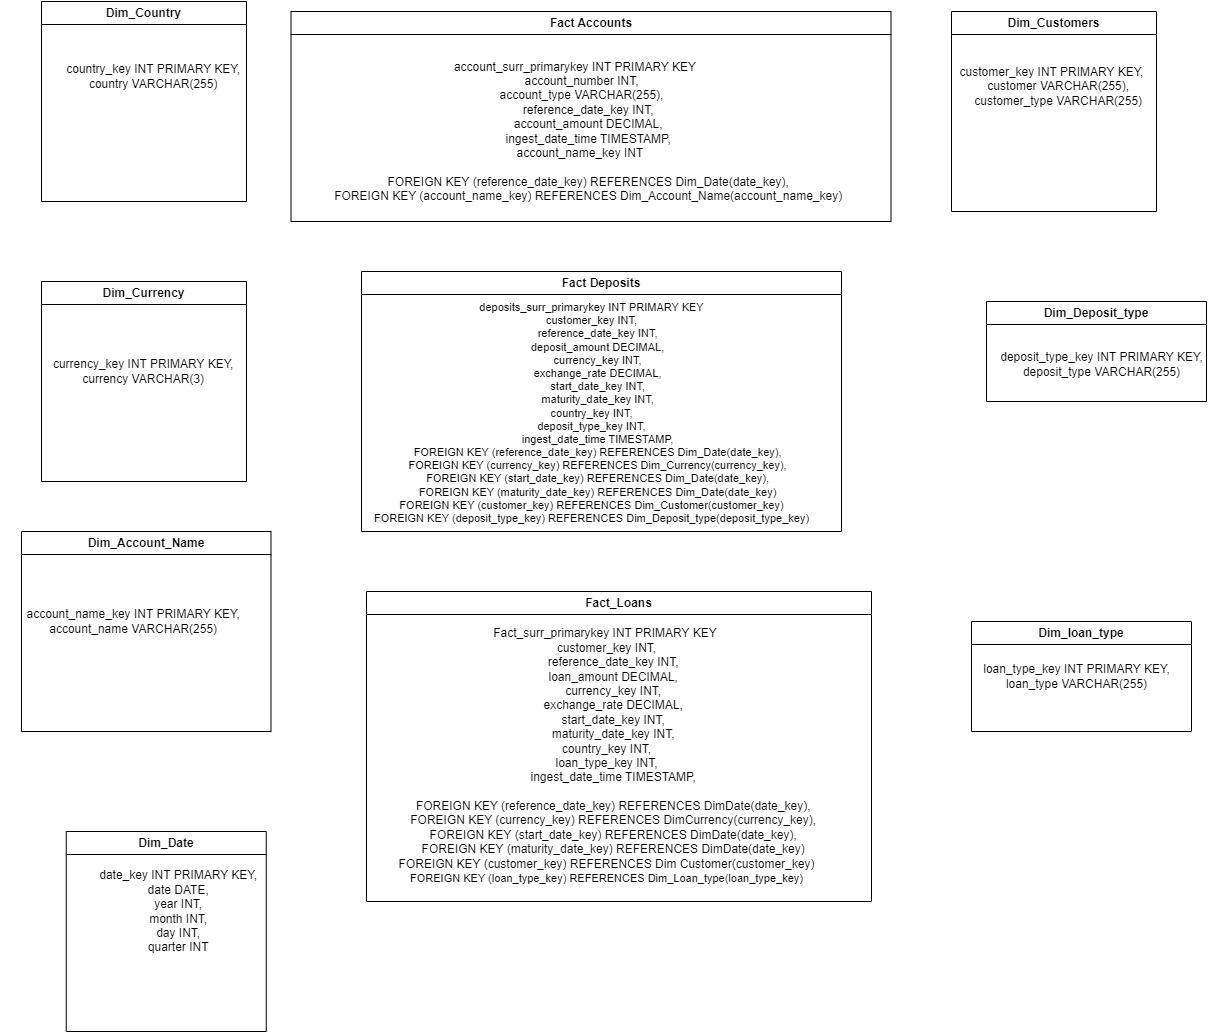 Dim_Country
country_key INT PRIMARY KEY,
country VARCHAR(255)
Fact Accounts
account_surr_primarykey INT PRIMARY KEY
account_number INT,
account_type VARCHAR(255),
reference_date_key INT,
account_amount DECIMAL,
ingest_date_time TIMESTAMP,
account_name_key INT
FOREIGN KEY (reference_date_key) REFERENCES Dim_Date(date_key),
FOREIGN KEY (account_name_key) REFERENCES Dim_Account_Name(account_name_key)
Dim_Customers
customer_key INT PRIMARY KEY,
customer VARCHAR(255),
customer_type VARCHAR(255)
Dim_Currency
currency_key INT PRIMARY KEY,
currency VARCHAR(3)
Fact Deposits
deposits_surr_primarykey INT PRIMARY KEY
customer_key INT,
reference_date_key INT,
deposit_amount DECIMAL,
currency_key INT,
exchange_rate DECIMAL,
start_date_key INT,
maturity_date_key INT,
country_key INT,
deposit_type_key INT,
ingest_date_time TIMESTAMP,
FOREIGN KEY (reference_date_key) REFERENCES Dim_Date(date_key),
FOREIGN KEY (currency_key) REFERENCES Dim_Currency(currency_key),
FOREIGN KEY (start_date_key) REFERENCES Dim_Date(date_key),
FOREIGN KEY (maturity_date_key) REFERENCES Dim_Date(date_key)
FOREIGN KEY (customer_key) REFERENCES Dim_Customer(customer_key)
FOREIGN KEY (deposit_type_key) REFERENCES Dim_Deposit_type(deposit_type_key)
Dim_Deposit_type
deposit_type_key INT PRIMARY KEY,
deposit_type VARCHAR(255)
Dim_Account_Name
account_name_key INT PRIMARY KEY,
account_name VARCHAR(255)
Fact_Loans
Fact_surr_primarykey INT PRIMARY KEY
customer_key INT,
reference_date_key INT,
loan_amount DECIMAL,
currency_key INT,
exchange_rate DECIMAL,
start_date_key INT,
maturity_date_key INT,
country_key INT,
loan_type_key INT,
ingest_date_time TIMESTAMP,
FOREIGN KEY (reference_date_key) REFERENCES DimDate(date_key),
FOREIGN KEY (currency_key) REFERENCES DimCurrency(currency_key),
FOREIGN KEY (start_date_key) REFERENCES DimDate(date_key),
FOREIGN KEY (maturity_date_key) REFERENCES DimDate(date_key)
FOREIGN KEY (customer_key) REFERENCES Dim Customer(customer_key)
FOREIGN KEY (loan_type_key) REFERENCES Dim_Loan_type(loan_type_key)
Dim_loan_type
loan_type_key INT PRIMARY KEY,
loan_type VARCHAR(255)
Dim_Date
date_key INT PRIMARY KEY,
date DATE,
year INT,
month INT,
day INT,
quarter INT